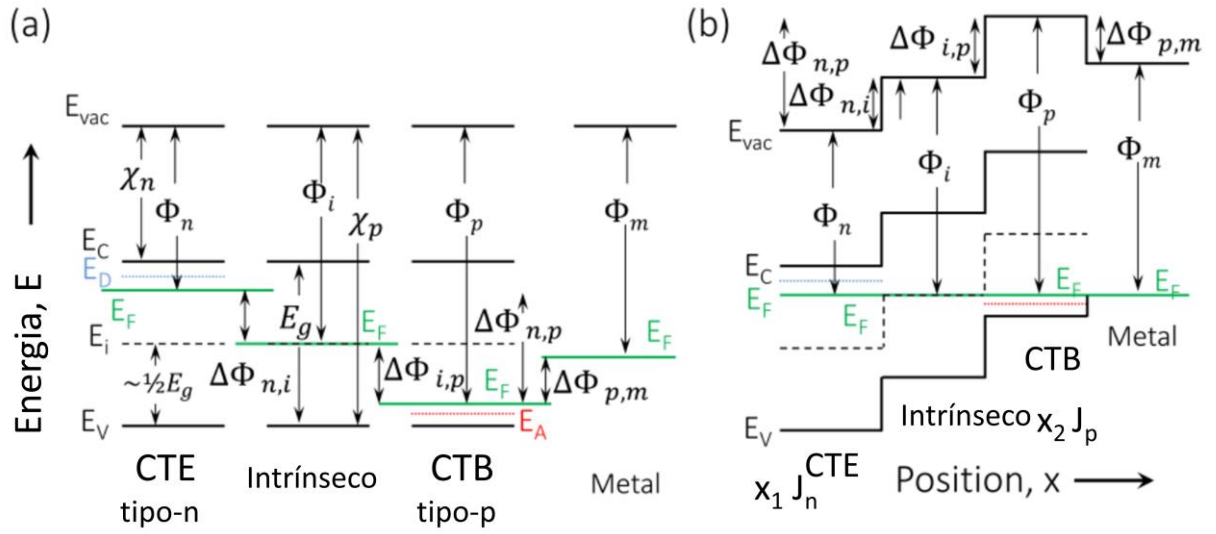 (a)
Energia, E
E_vac
χ_n
Φ_n
Φ_i
χ_p
Φ_p
Φ_m
E_C
E_D
E_F
E_i
~½E_g
E_V
ΔΦ_n,i
E_g
E_F
ΔΦ_i,p
ΔΦ_n,p
E_F
E_A
E_F
ΔΦ_p,m
CTE
tipo-n
Intrínseco
CTB
tipo-p
Metal
(b)
ΔΦ_n,p
ΔΦ_n,i
ΔΦ_i,p
ΔΦ_p,m
E_vac
Φ_n
Φ_i
Φ_p
Φ_m
E_C
E_F
E_F
E_F
E_F
Metal
CTB
Intrínseco x₂ J_p
E_V
CTE
x₁ J_n
Position, x